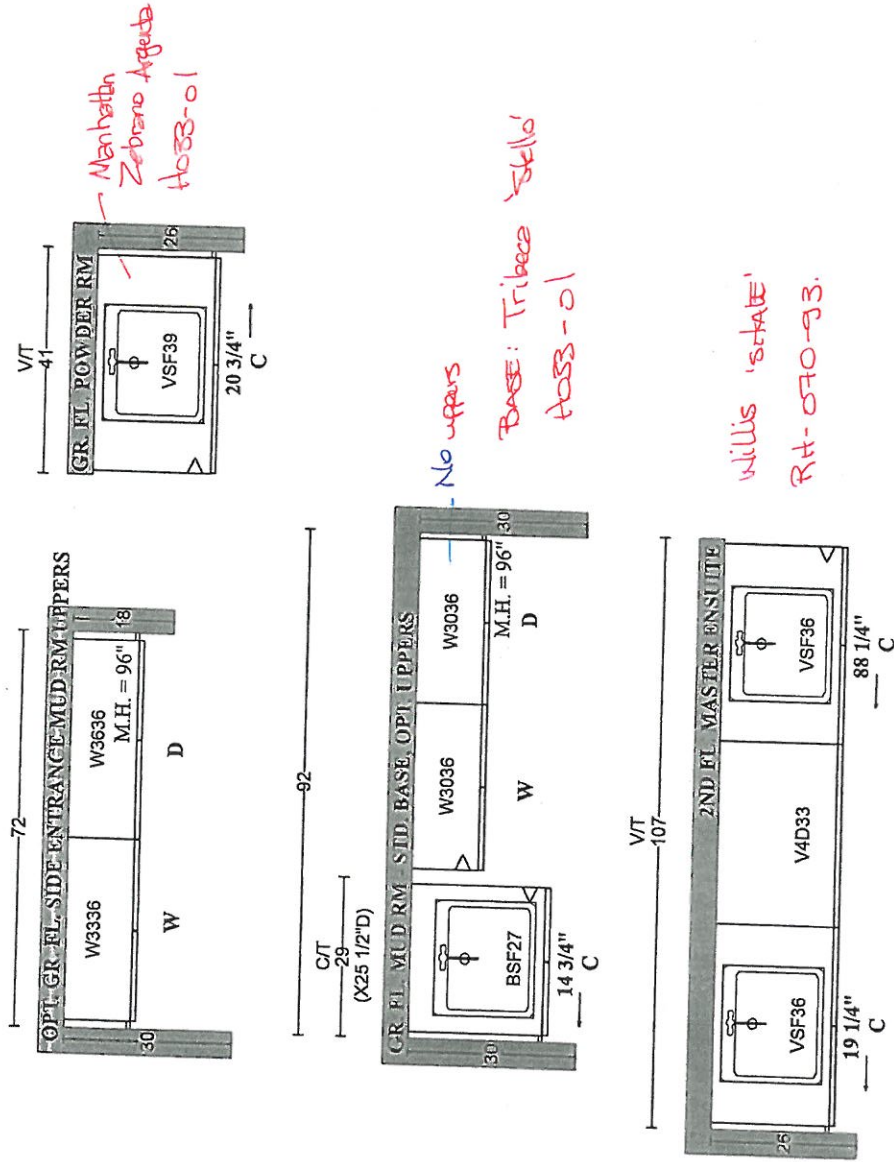 72
OPT. GR. FL. SIDE ENTRANCE MUD RM UPPERS
W3336
W3636
M.H. = 96"
30
18
W
D
V/T
41
GR. FL. POWDER RM
VSF39
26
20 3/4"
C
Manhattan
Zebrano Argento
H033-01
92
C/T
29
(X25 1/2"D)
GR. FL. MUD RM - STD. BASE, OPT. UPPERS
BSF27
W3036
W3036
M.H. = 96"
30
30
14 3/4"
C
W
D
No uppers
BASE: Tribeca 'Stello'
H033-01
V/T
107
2ND FL. MASTER ENSUITE
VSF36
V4D33
VSF36
26
19 1/4"
C
88 1/4"
C
Willis
RH-070-93.